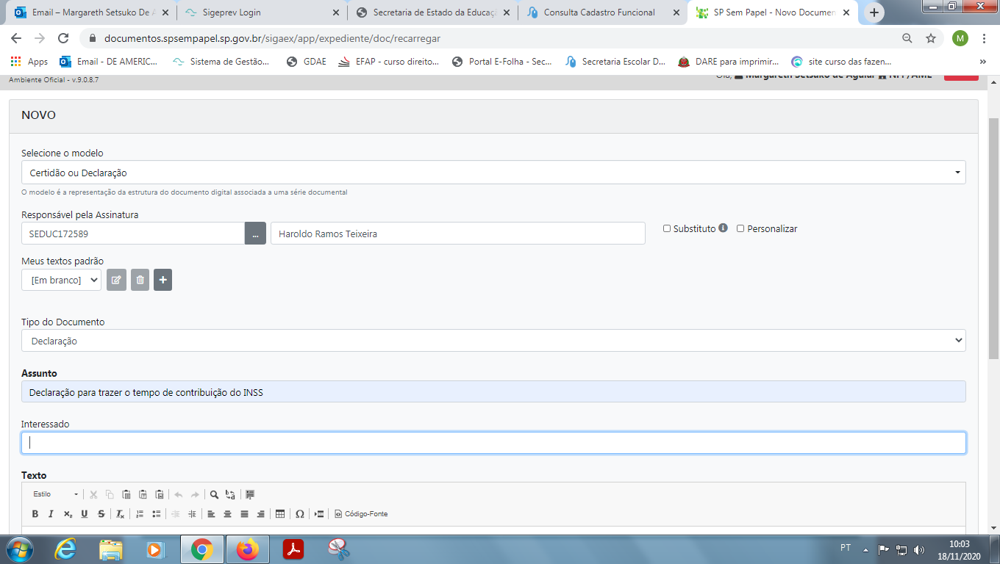 Email – Margareth Setsuko De A
Sigeprev Login
Secretaria de Estado da Educaçã
Consulta Cadastro Funcional
SP Sem Papel - Novo Documen
documentos.spsempapel.sp.gov.br/sigaex/app/expediente/doc/recarregar
M
Apps
Email - DE AMERIC...
Sistema de Gestão...
GDAE
EFAP - curso direito...
Portal E-Folha - Sec...
Secretaria Escolar D...
DARE para imprimir...
site curso das fazen...
»
Ambiente Oficial - v.9.0.8.7
Olá, Margareth Setsuko de Aguiar
NOVO
Selecione o modelo
Certidão ou Declaração
O modelo é a representação da estrutura do documento digital associada a uma série documental
Responsável pela Assinatura
SEDUC172589
...
Haroldo Ramos Teixeira
Substituto
Personalizar
Meus textos padrão
[Em branco]
Tipo do Documento
Declaração
Assunto
Declaração para trazer o tempo de contribuição do INSS
Interessado
Texto
Estilo
B I x₂ U S Ix Ω Código-Fonte
PT
10:03
18/11/2020